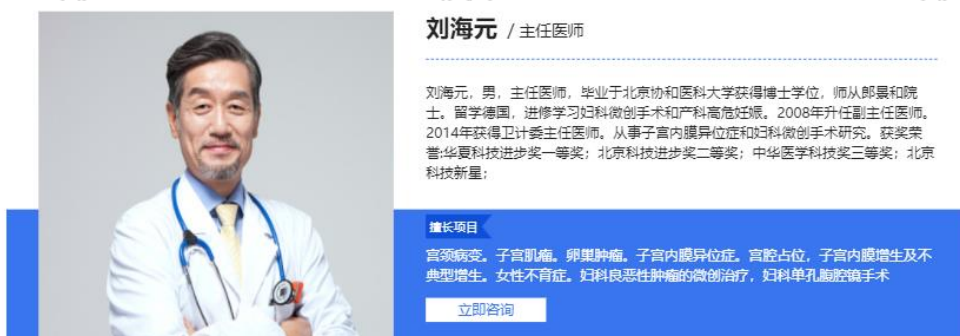 刘海元 / 主任医师
刘海元，男，主任医师，毕业于北京协和医科大学获得博士学位，师从郎景和院
士。留学德国，进修学习妇科微创手术和产科高危妊娠。2008年升任副主任医师。
2014年获得卫计委主任医师。从事子宫内膜异位症和妇科微创手术研究。获奖荣
誉:华夏科技进步奖一等奖；北京科技进步奖二等奖；中华医学科技奖三等奖；北京
科技新星；
擅长项目
宫颈病变。子宫肌瘤。卵巢肿瘤。子宫内膜异位症。宫腔占位，子宫内膜增生及不
典型增生。女性不育症。妇科良恶性肿瘤的微创治疗，妇科单孔腹腔镜手术
立即咨询